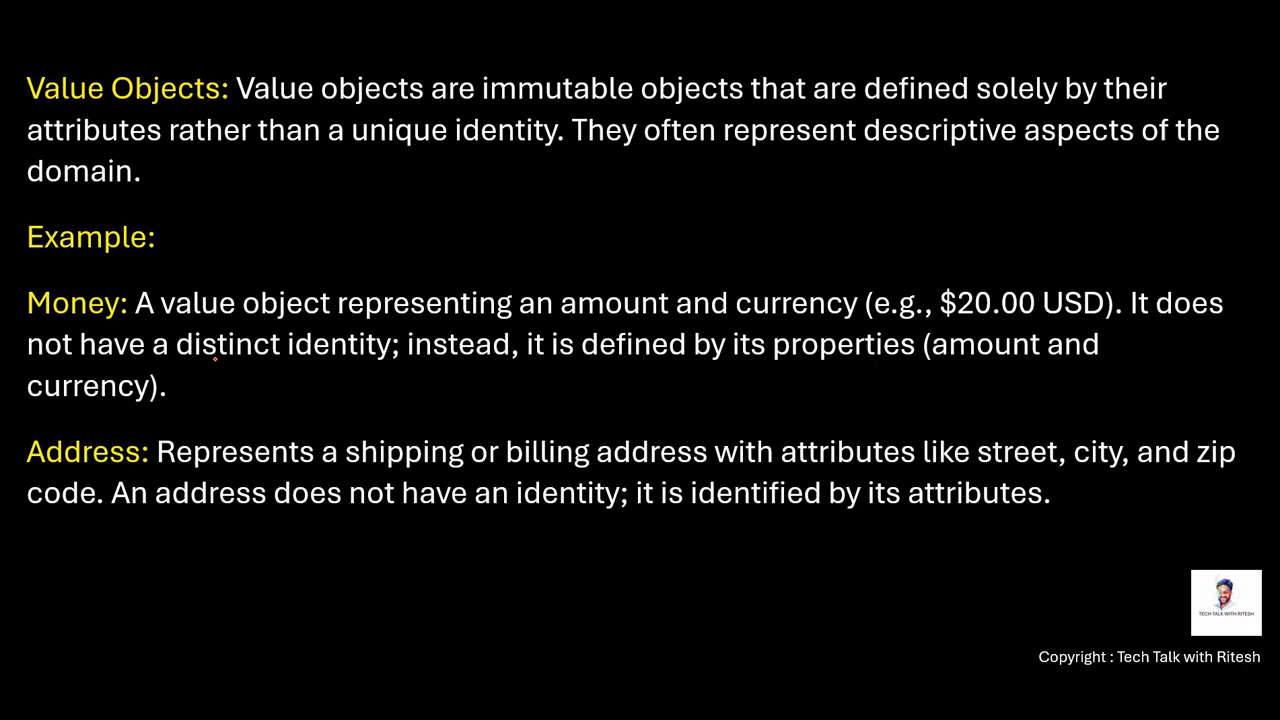 Value Objects: Value objects are immutable objects that are defined solely by their
attributes rather than a unique identity. They often represent descriptive aspects of the
domain.
Example:
Money: A value object representing an amount and currency (e.g., $20.00 USD). It does
not have a distinct identity; instead, it is defined by its properties (amount and
currency).
Address: Represents a shipping or billing address with attributes like street, city, and zip
code. An address does not have an identity; it is identified by its attributes.
TECH TALK WITH RITESH
Copyright : Tech Talk with Ritesh